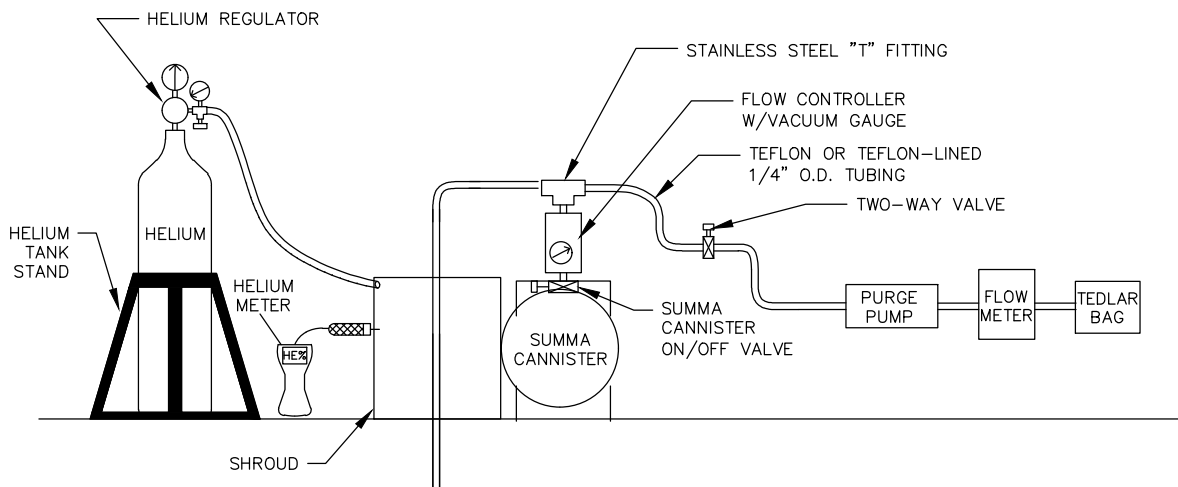 HELIUM REGULATOR
STAINLESS STEEL "T" FITTING
FLOW CONTROLLER
W/VACUUM GAUGE
TEFLON OR TEFLON-LINED
1/4" O.D. TUBING
TWO-WAY VALVE
HELIUM
TANK
STAND
HELIUM
HELIUM
METER
HE%
SHROUD
SUMMA
CANNISTER
SUMMA
CANNISTER
ON/OFF VALVE
PURGE
PUMP
FLOW
METER
TEDLAR
BAG